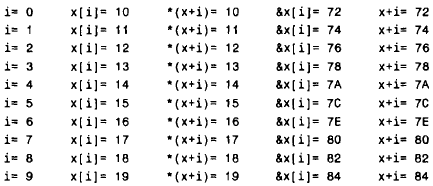 i= 0 x[i]= 10 *(x+i)= 10 &x[i]= 72 x+i= 72
i= 1 x[i]= 11 *(x+i)= 11 &x[i]= 74 x+i= 74
i= 2 x[i]= 12 *(x+i)= 12 &x[i]= 76 x+i= 76
i= 3 x[i]= 13 *(x+i)= 13 &x[i]= 78 x+i= 78
i= 4 x[i]= 14 *(x+i)= 14 &x[i]= 7A x+i= 7A
i= 5 x[i]= 15 *(x+i)= 15 &x[i]= 7C x+i= 7C
i= 6 x[i]= 16 *(x+i)= 16 &x[i]= 7E x+i= 7E
i= 7 x[i]= 17 *(x+i)= 17 &x[i]= 80 x+i= 80
i= 8 x[i]= 18 *(x+i)= 18 &x[i]= 82 x+i= 82
i= 9 x[i]= 19 *(x+i)= 19 &x[i]= 84 x+i= 84